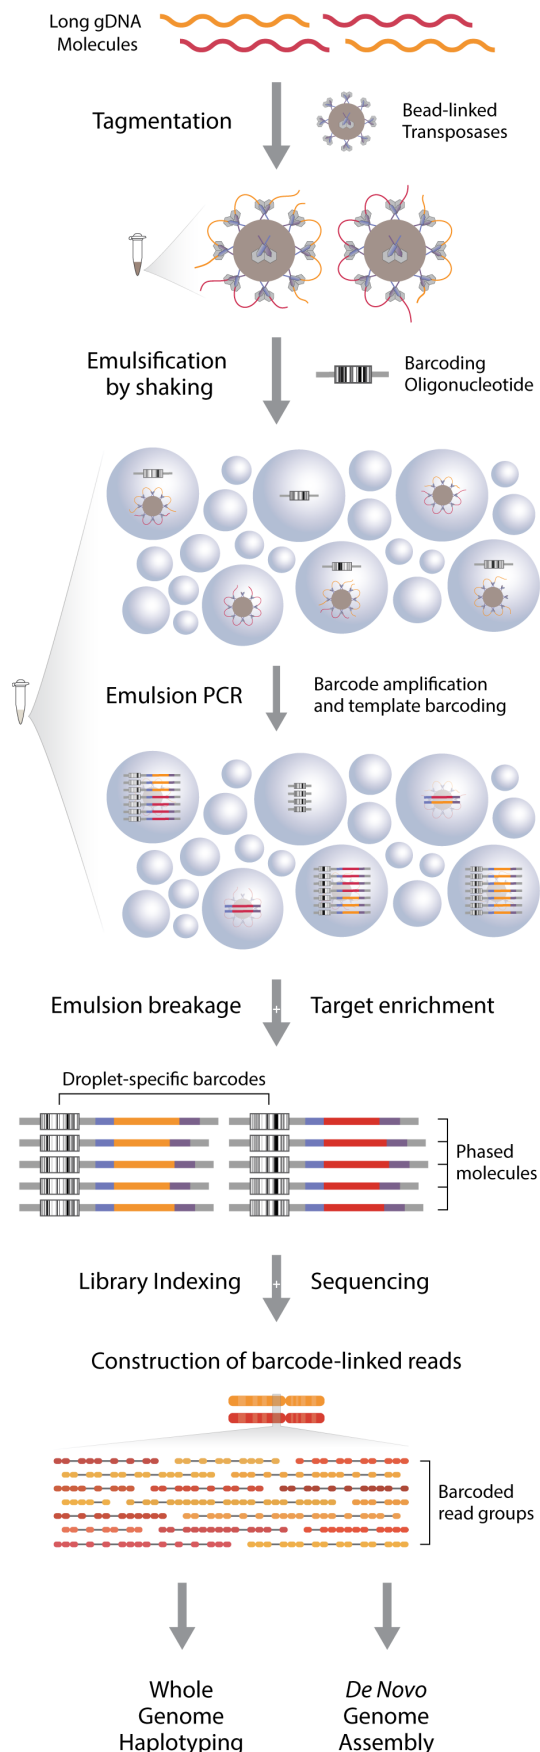 Long gDNA
Molecules
Tagmentation
Bead-linked
Transposases
Emulsification
by shaking
Barcoding
Oligonucleotide
Emulsion PCR
Barcode amplification
and template barcoding
Emulsion breakage
+
Target enrichment
Droplet-specific barcodes
Phased
molecules
Library Indexing
+
Sequencing
Construction of barcode-linked reads
Barcoded
read groups
Whole
Genome
Haplotyping
De Novo
Genome
Assembly